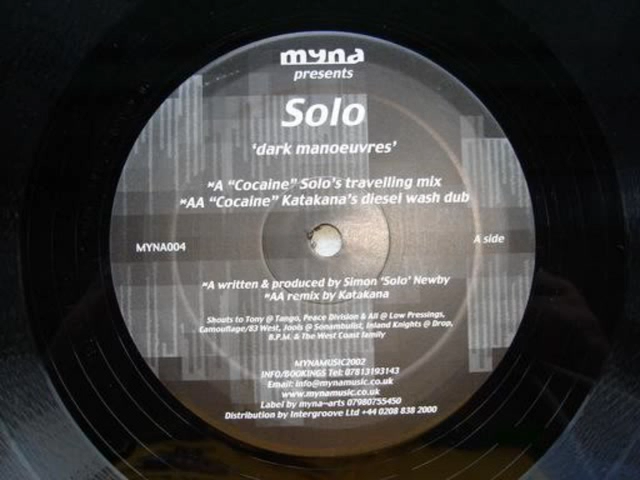 myna
presents
Solo
'dark manoeuvres'
"A "Cocaine" Solo's travelling mix
"AA "Cocaine" Katakana's diesel wash dub
MYNA004
A side
"A written & produced by Simon 'Solo' Newby
"AA remix by Katakana
Shouts to Tony @ Tango, Peace Division & All @ Low Pressings,
Camouflage/83 West, Jonis @ Sonambulist, Inland Knights @ Drop,
B.P.M. & The West Coast family
MYNAMUSIC2002
INFO/BOOKINGS Tel: 07813193143
Email: info@mynamusic.co.uk
www.mynamusic.co.uk
Label by myna-arts 07980755450
Distribution by Intergroove Ltd +44 0208 838 2000